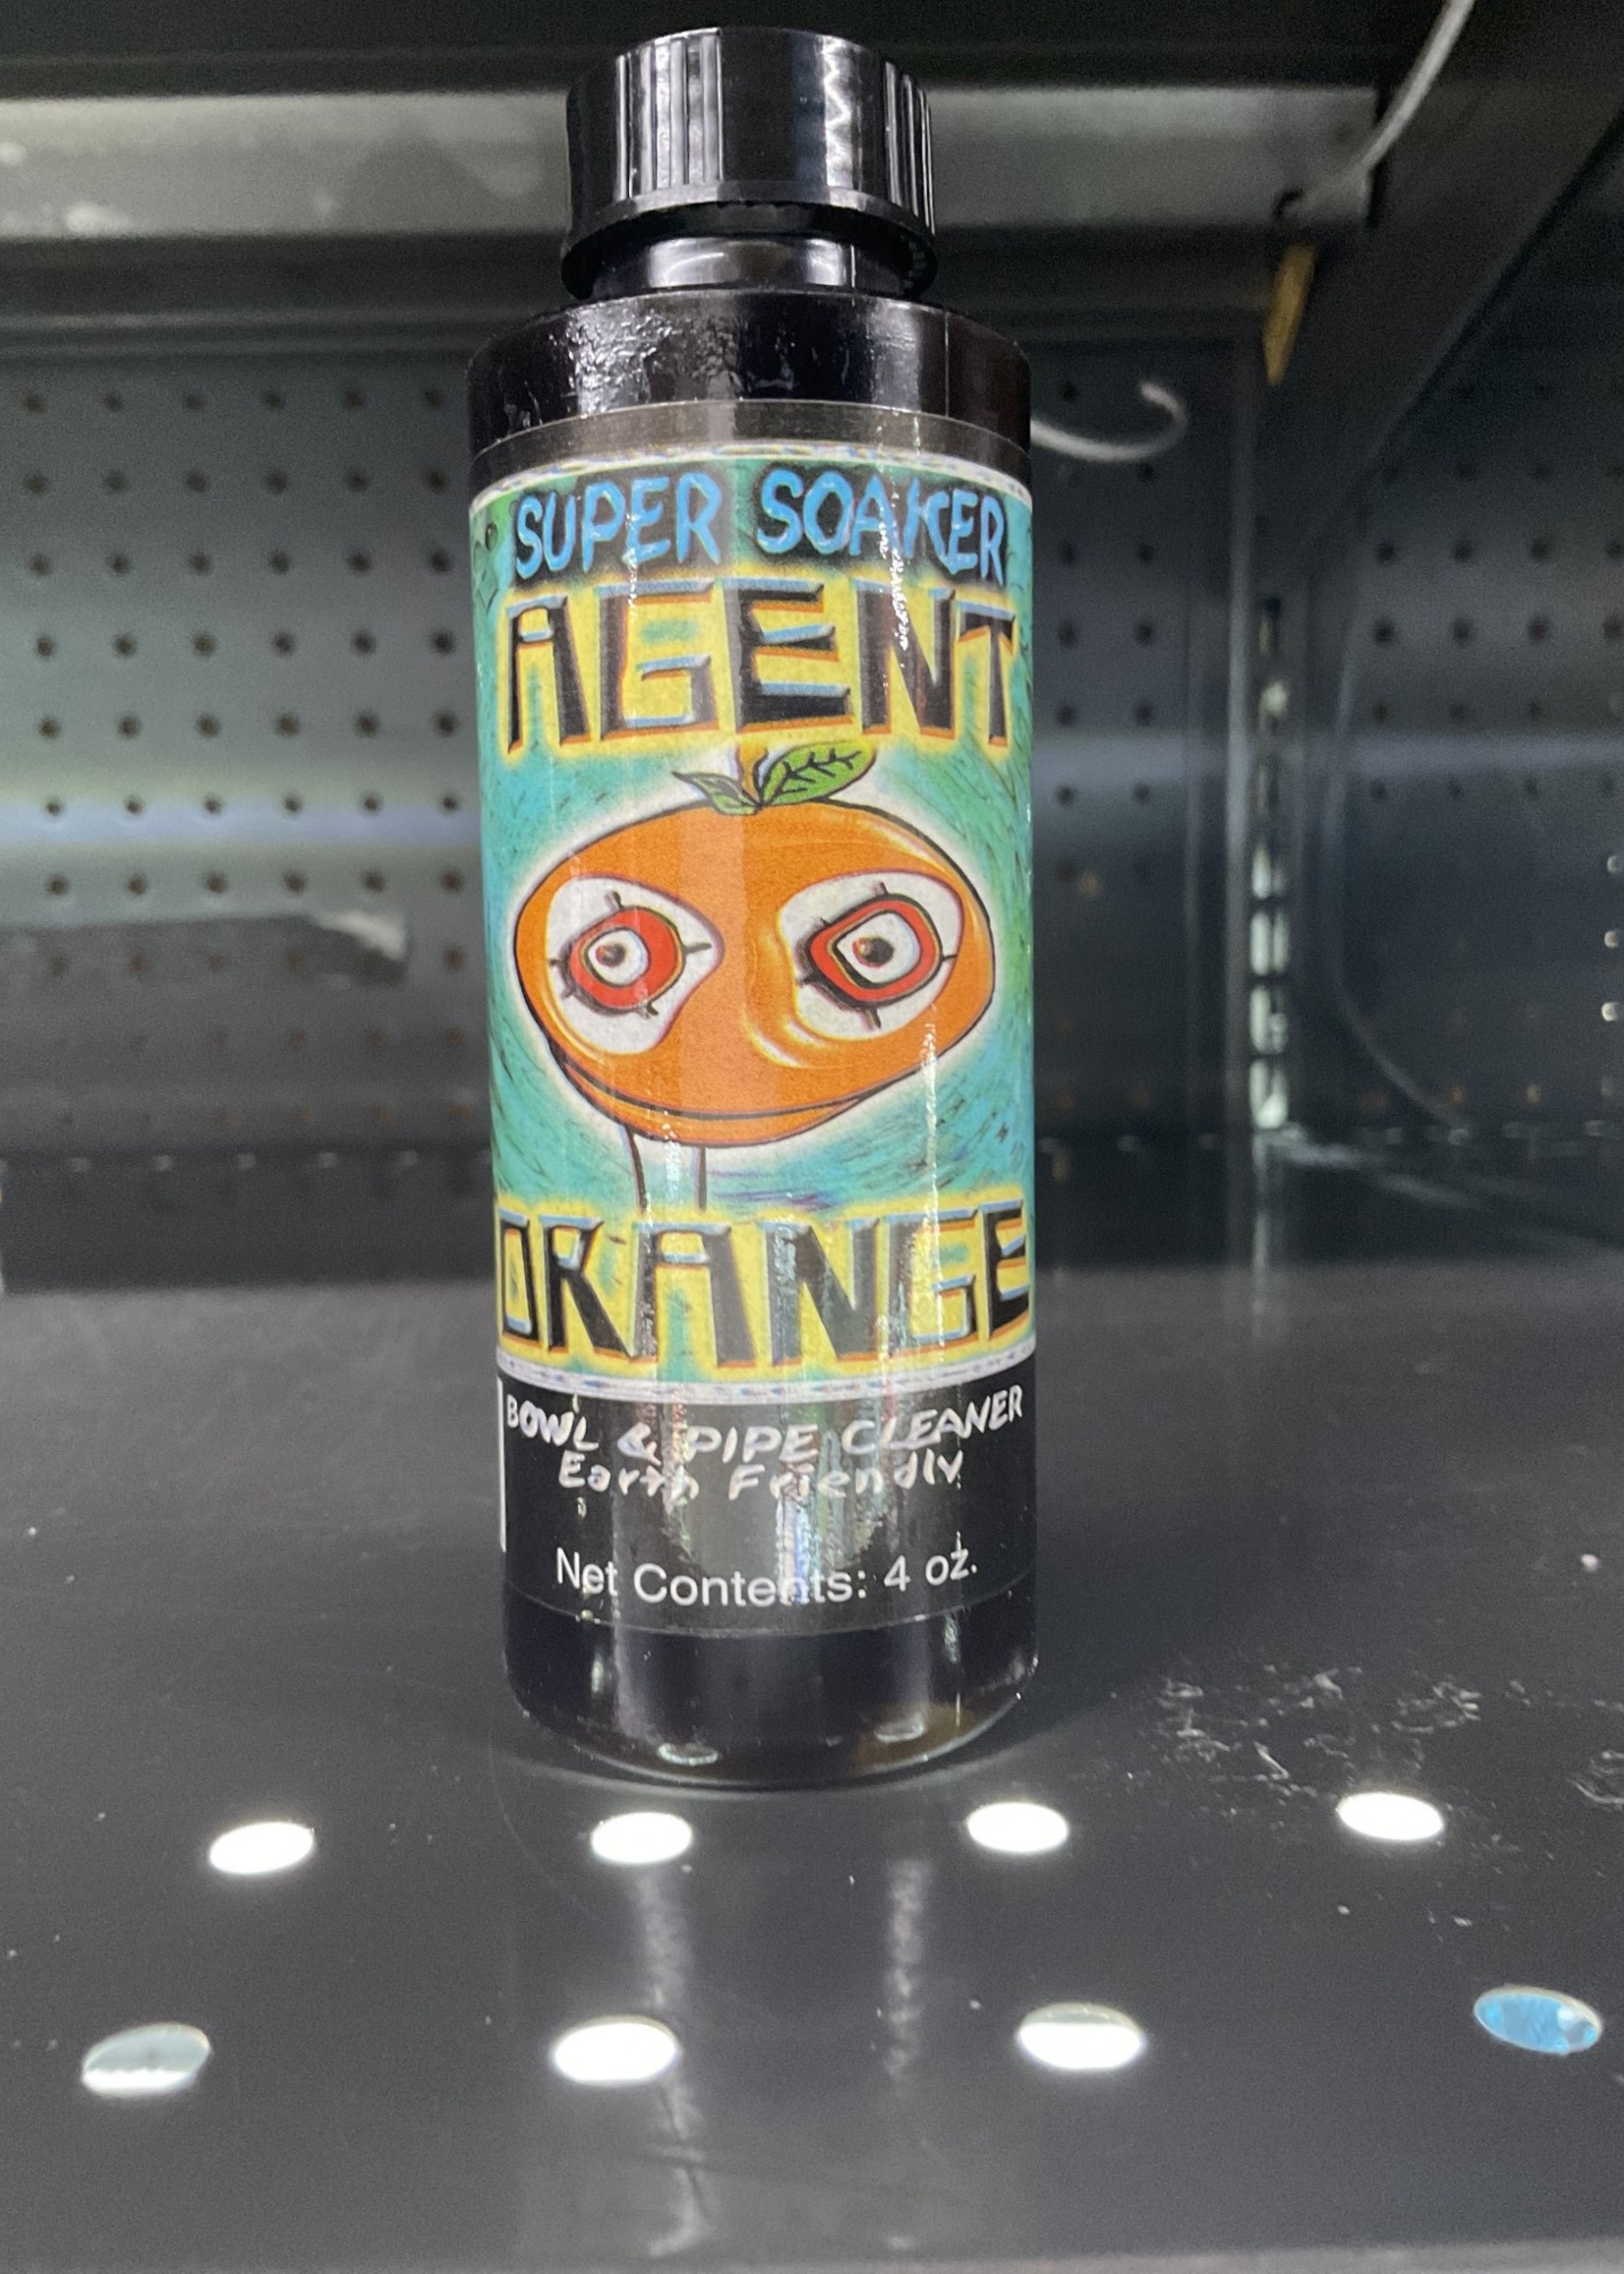 SUPER SOAKER
AGENT
ORANGE
BOWL & PIPE CLEANER
Earth Friendly
Net Contents: 4 oz.